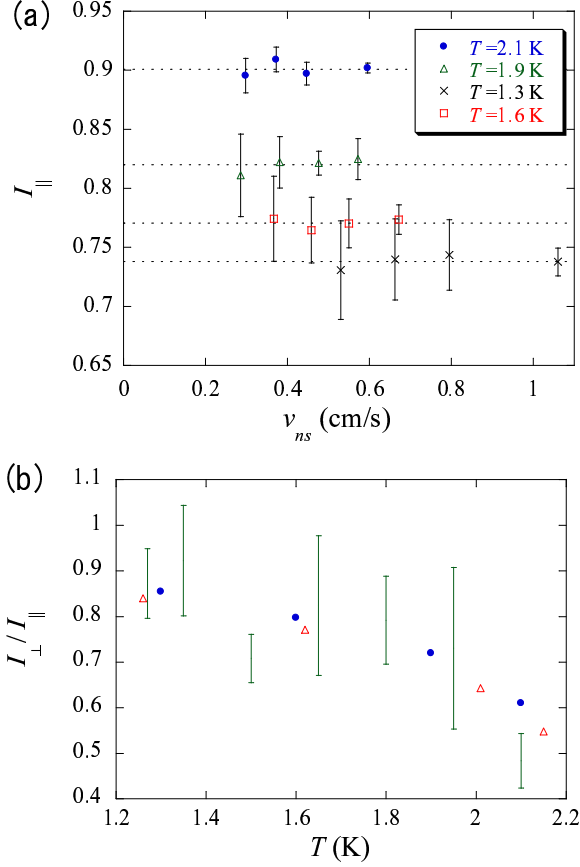 (a)
0.95
0.9
0.85
0.8
0.75
0.7
0.65
I∥
T=2.1 K
T=1.9 K
T=1.3 K
T=1.6 K
0 0.2 0.4 0.6 0.8 1
v_ns (cm/s)
(b)
1.1
1
0.9
0.8
0.7
0.6
0.5
0.4
I⊥/I∥
1.2 1.4 1.6 1.8 2 2.2
T (K)